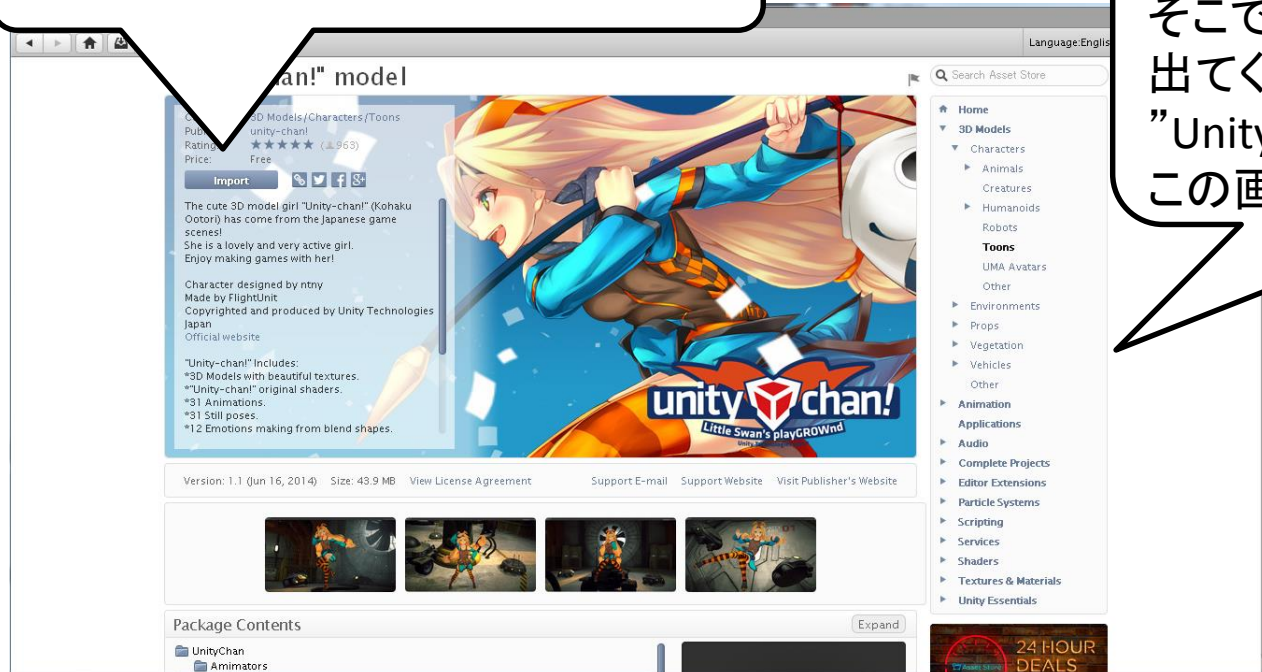 Language:Englis
an!" model
Search Asset Store
3D Models/Characters/Toons
Publ
unity-chan!
Rating
(963)
Price:
Free
Import
The cute 3D model girl "Unity-chan!" (Kohaku
Ootori) has come from the Japanese game
scenes!
She is a lovely and very active girl.
Enjoy making games with her!
Character designed by ntny
Made by FlightUnit
Copyrighted and produced by Unity Technologies
Japan
Official website
"Unity-chan!" Includes:
*3D Models with beautiful textures.
*"Unity-chan!" original shaders.
*31 Animations.
*31 Still poses.
*12 Emotions making from blend shapes.
unity chan!
Little Swan's playGROWnd
Version: 1.1 (Jun 16, 2014) Size: 43.9 MB View License Agreement Support E-mail Support Website Visit Publisher's Website
Package Contents
Expand
UnityChan
Amimators
Home
3D Models
Characters
Animals
Creatures
Humanoids
Robots
Toons
UMA Avatars
Other
Environments
Props
Vegetation
Vehicles
Other
Animation
Applications
Audio
Complete Projects
Editor Extensions
Particle Systems
Scripting
Services
Shaders
Textures & Materials
Unity Essentials
24 HOUR
DEALS
そこで
出てく
”Unity
この画